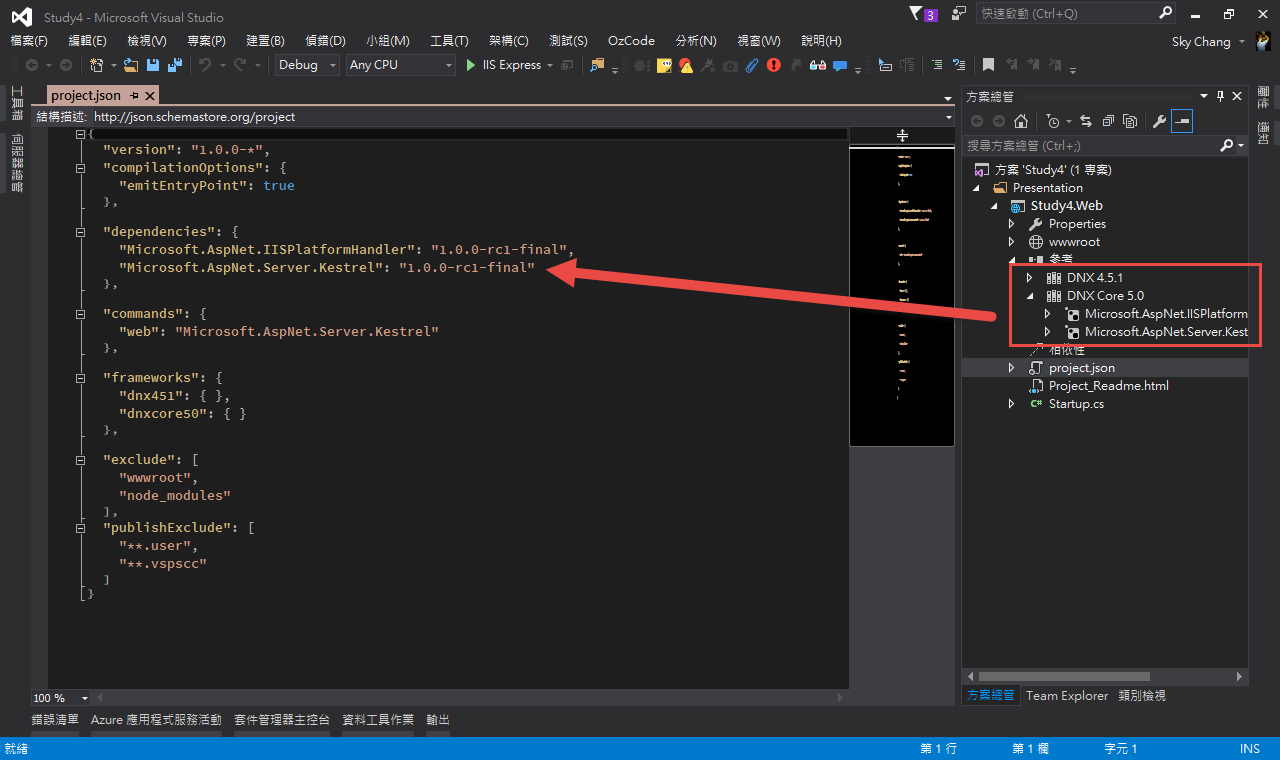 Study4 - Microsoft Visual Studio
3
快速啟動 (Ctrl+Q)
檔案(F) 編輯(E) 檢視(V) 專案(P) 建置(B) 偵錯(D) 小組(M) 工具(T) 架構(C) 測試(S) OzCode 分析(N) 視窗(W) 說明(H)
Sky Chang
Debug Any CPU IIS Express
工具箱
伺服器總管
project.json
結構描述: http://json.schemastore.org/project
{
"version": "1.0.0-*",
"compilationOptions": {
"emitEntryPoint": true
},
"dependencies": {
"Microsoft.AspNet.IISPlatformHandler": "1.0.0-rc1-final",
"Microsoft.AspNet.Server.Kestrel": "1.0.0-rc1-final"
},
"commands": {
"web": "Microsoft.AspNet.Server.Kestrel"
},
"frameworks": {
"dnx451": { },
"dnxcore50": { }
},
"exclude": [
"wwwroot",
"node_modules"
],
"publishExclude": [
"**.user",
"**.vspscc"
]
}
100 %
方案總管
搜尋方案總管 (Ctrl+;)
方案 'Study4' (1 專案)
Presentation
Study4.Web
Properties
wwwroot
參考
DNX 4.5.1
DNX Core 5.0
Microsoft.AspNet.IISPlatform
Microsoft.AspNet.Server.Kest
相依性
project.json
Project_Readme.html
C# Startup.cs
方案總管 Team Explorer 類別檢視
屬性
通知
錯誤清單 Azure 應用程式服務活動 套件管理器主控台 資料工具作業 輸出
就緒 第 1 行 第 1 欄 字元 1 INS